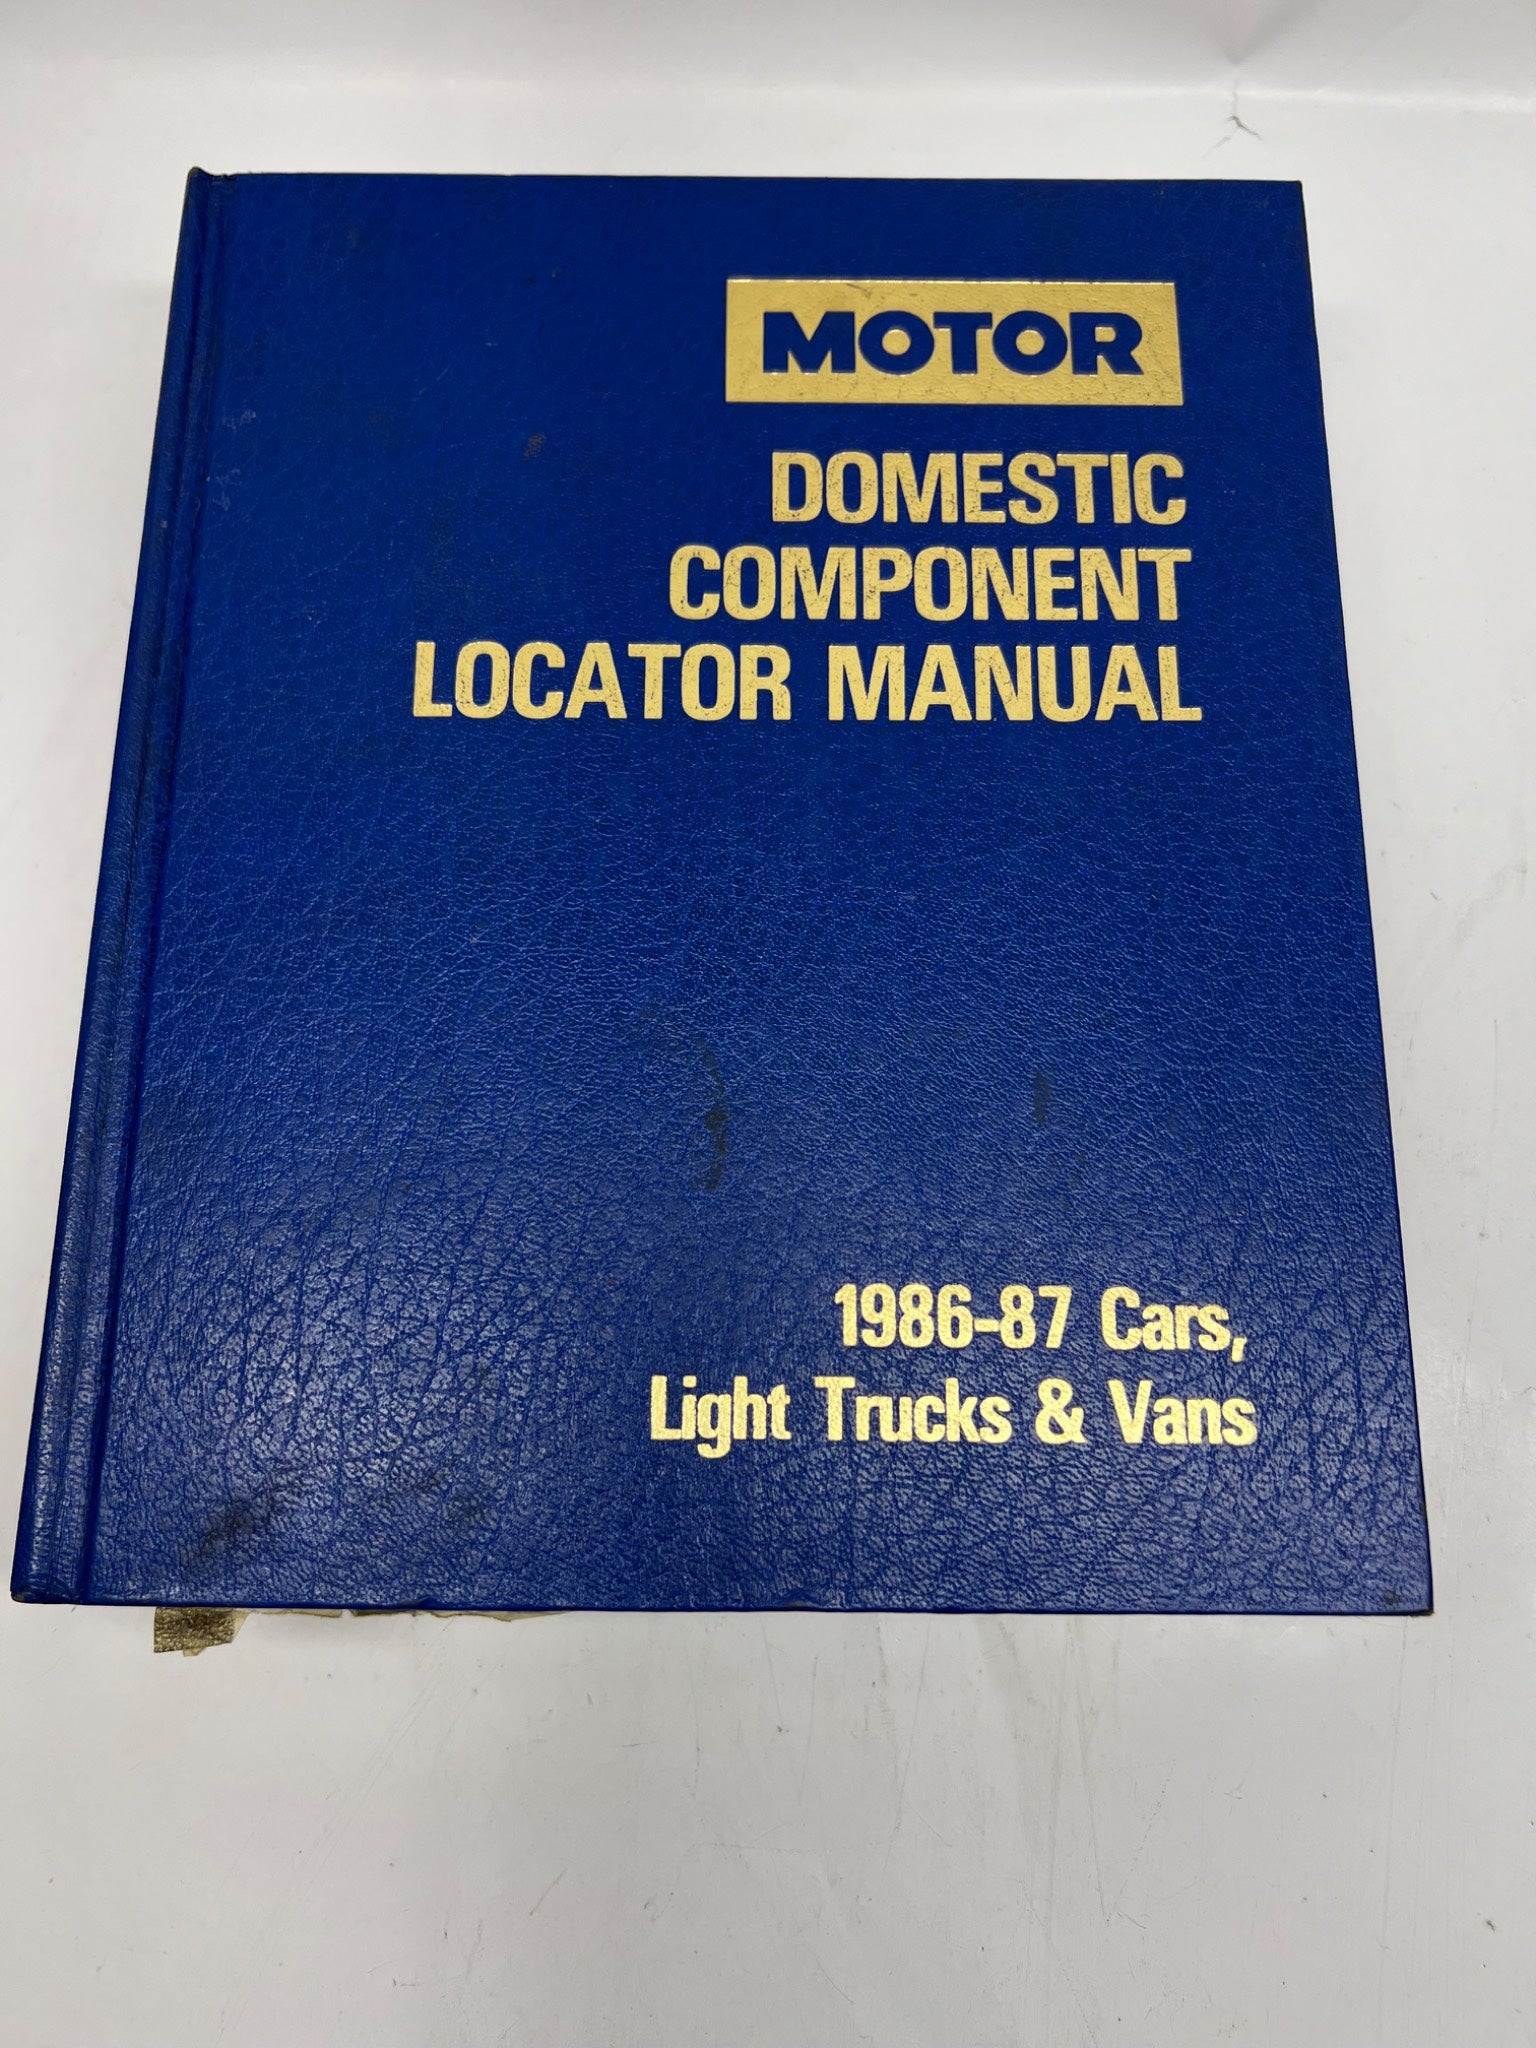 MOTOR
DOMESTIC
COMPONENT
LOCATOR MANUAL
1986-87 Cars,
Light Trucks & Vans